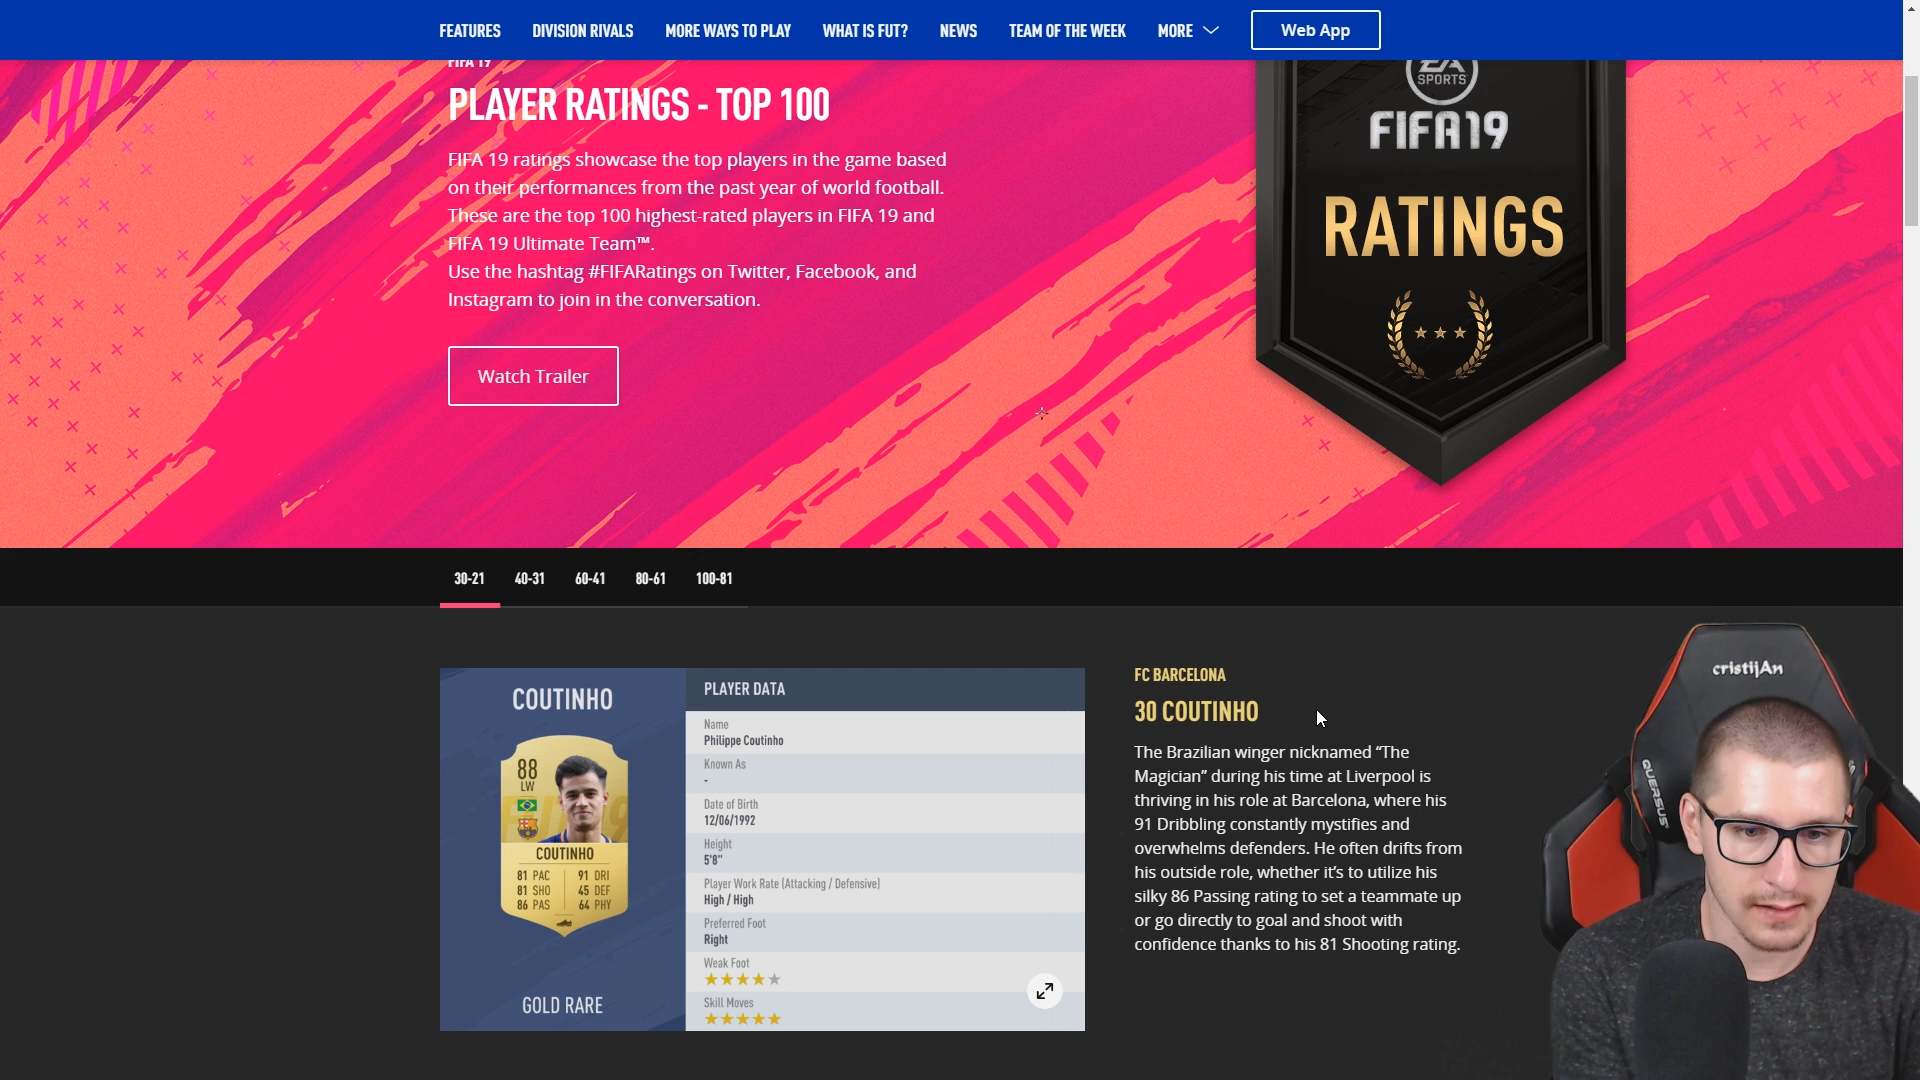 FEATURES
DIVISION RIVALS
MORE WAYS TO PLAY
WHAT IS FUT?
NEWS
TEAM OF THE WEEK
MORE
Web App
FIFA 19
PLAYER RATINGS - TOP 100
FIFA 19 ratings showcase the top players in the game based
on their performances from the past year of world football.
These are the top 100 highest-rated players in FIFA 19 and
FIFA 19 Ultimate Team™.
Use the hashtag #FIFARatings on Twitter, Facebook, and
Instagram to join in the conversation.
Watch Trailer
EA
SPORTS
FIFA 19
RATINGS
30-21
40-31
60-41
80-61
100-81
COUTINHO
88
LW
COUTINHO
81 PAC
91 DRI
81 SHO
45 DEF
86 PAS
64 PHY
GOLD RARE
PLAYER DATA
Name
Philippe Coutinho
Known As
-
Date of Birth
12/06/1992
Height
5'8"
Player Work Rate (Attacking / Defensive)
High / High
Preferred Foot
Right
Weak Foot
Skill Moves
FC BARCELONA
30 COUTINHO
The Brazilian winger nicknamed “The
Magician” during his time at Liverpool is
thriving in his role at Barcelona, where his
91 Dribbling constantly mystifies and
overwhelms defenders. He often drifts from
his outside role, whether it’s to utilize his
silky 86 Passing rating to set a teammate up
or go directly to goal and shoot with
confidence thanks to his 81 Shooting rating.
cristijAn
QUERSUS